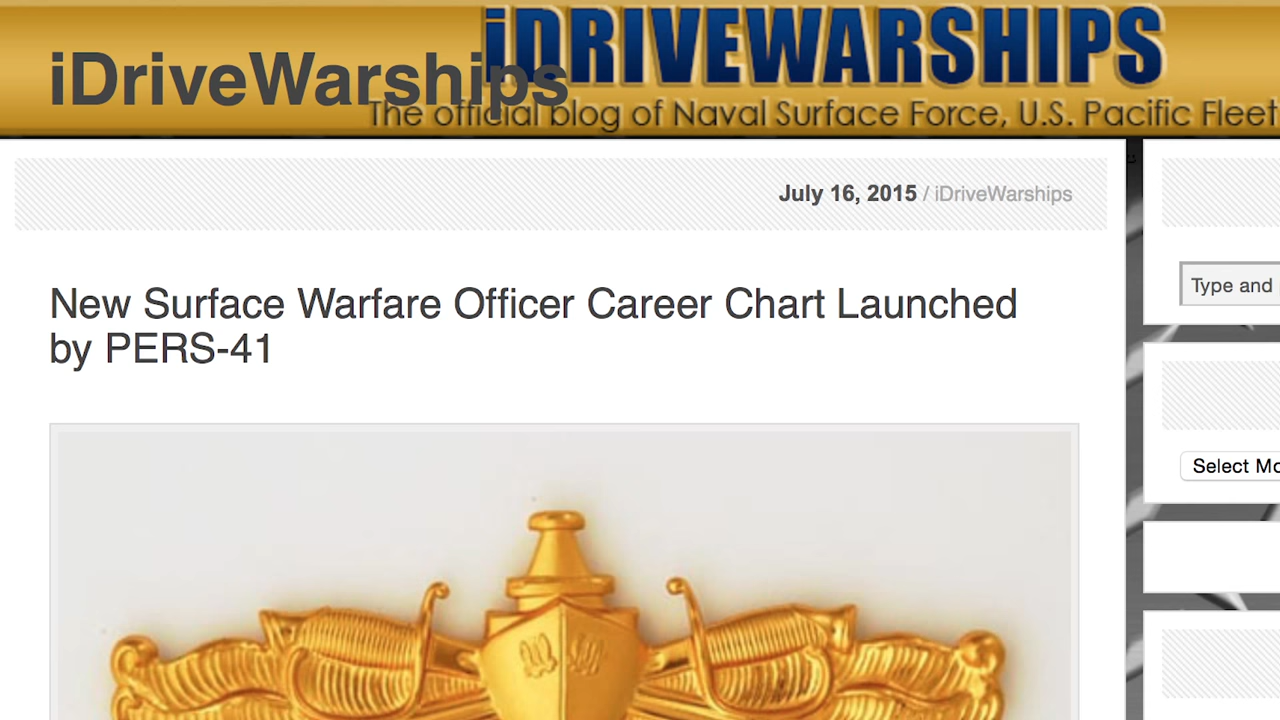 iDRIVEWARSHIPS
iDriveWarships
The official blog of Naval Surface Force, U.S. Pacific Fleet
July 16, 2015 / iDriveWarships
New Surface Warfare Officer Career Chart Launched
by PERS-41
Type and
Select Mo